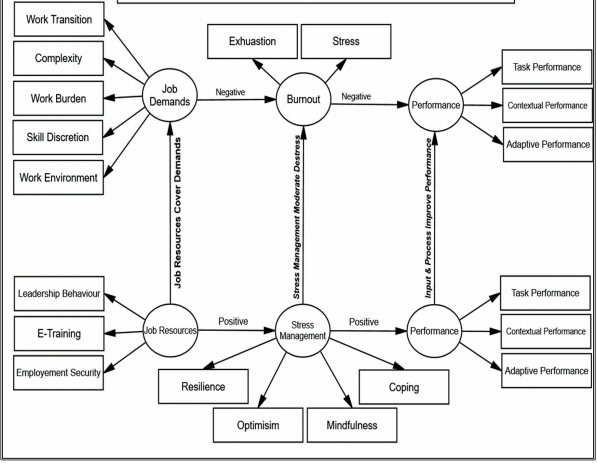 Work Transition
Complexity
Work Burden
Skill Discretion
Work Environment
Job
Demands
Negative
Exhuastion
Stress
Burnout
Negative
Performance
Task Performance
Contextual Performance
Adaptive Performance
Job Resources Cover Demands
Stress Management Moderate Destress
Input & Process Improve Performance
Leadership Behaviour
E-Training
Employement Security
Job Resources
Positive
Stress
Management
Positive
Performance
Task Performance
Contextual Performance
Adaptive Performance
Resilience
Optimisim
Mindfulness
Coping